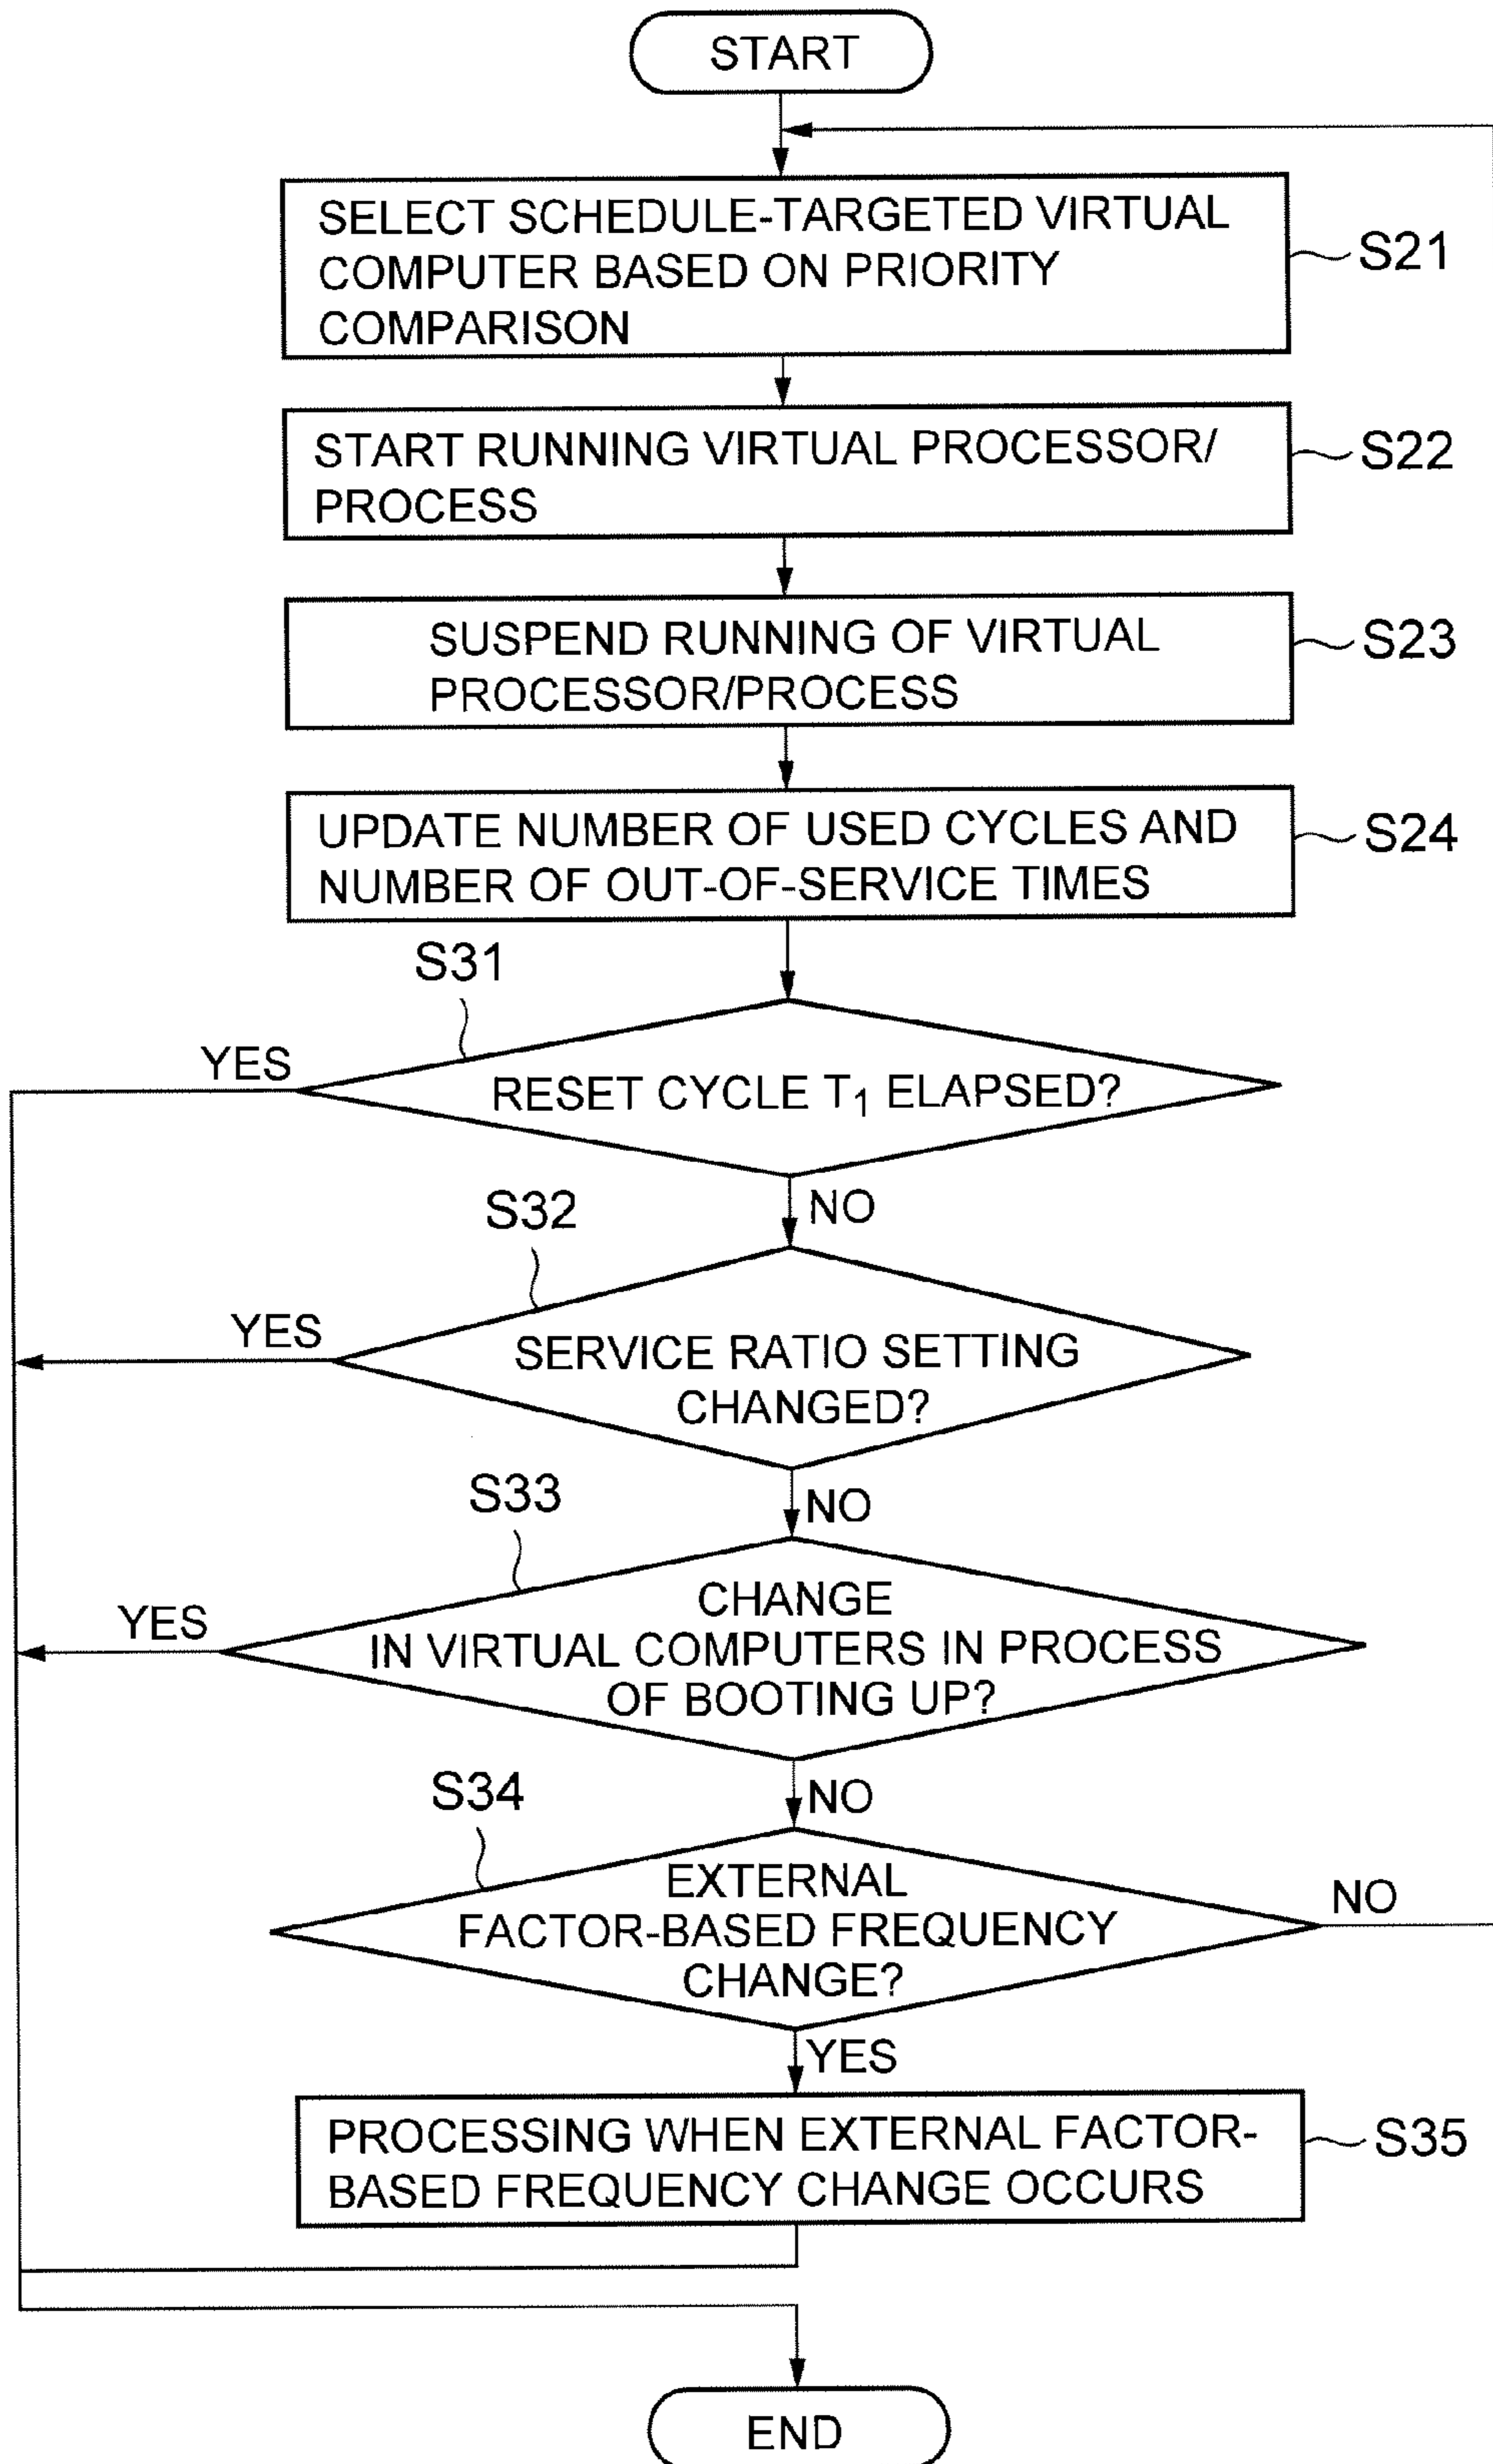 START
SELECT SCHEDULE-TARGETED VIRTUAL
COMPUTER BASED ON PRIORITY
COMPARISON
S21
START RUNNING VIRTUAL PROCESSOR/
PROCESS
S22
SUSPEND RUNNING OF VIRTUAL
PROCESSOR/PROCESS
S23
UPDATE NUMBER OF USED CYCLES AND
NUMBER OF OUT-OF-SERVICE TIMES
S24
S31
YES
RESET CYCLE T1 ELAPSED?
NO
S32
YES
SERVICE RATIO SETTING
CHANGED?
NO
S33
YES
CHANGE
IN VIRTUAL COMPUTERS IN PROCESS
OF BOOTING UP?
NO
S34
EXTERNAL
FACTOR-BASED FREQUENCY
CHANGE?
NO
YES
PROCESSING WHEN EXTERNAL FACTOR-
BASED FREQUENCY CHANGE OCCURS
S35
END